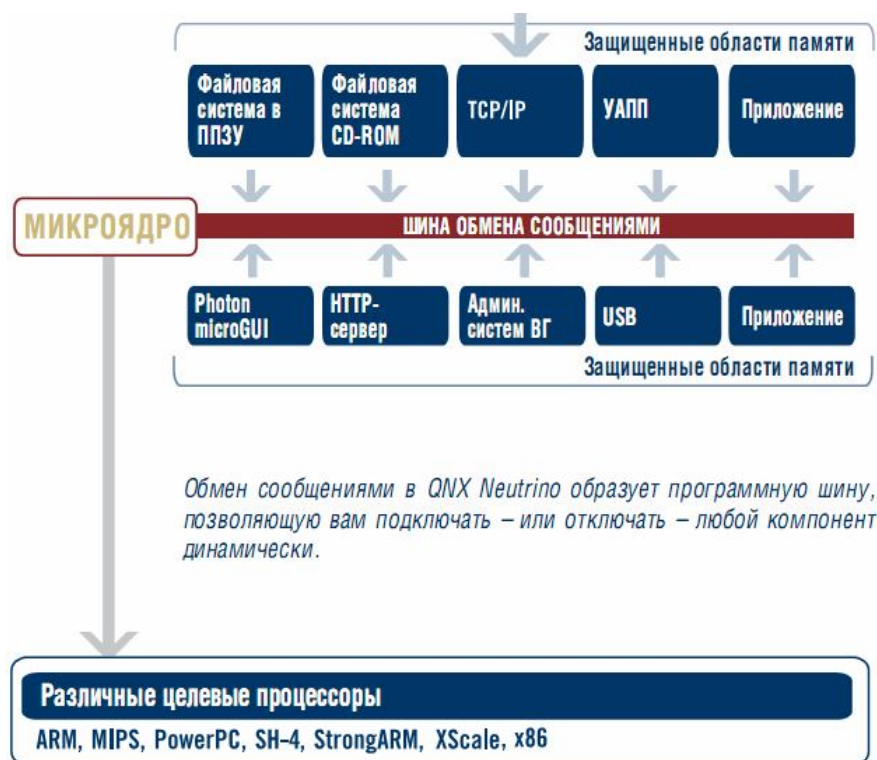 Защищенные области памяти
Файловая
система в
ППЗУ
Файловая
система
CD-ROM
TCP/IP
УАПП
Приложение
МИКРОЯДРО
ШИНА ОБМЕНА СООБЩЕНИЯМИ
Photon
microGUI
HTTP-
сервер
Админ.
систем ВГ
USB
Приложение
Защищенные области памяти
Обмен сообщениями в QNX Neutrino образует программную шину,
позволяющую вам подключать – или отключать – любой компонент
динамически.
Различные целевые процессоры
ARM, MIPS, PowerPC, SH-4, StrongARM, XScale, x86